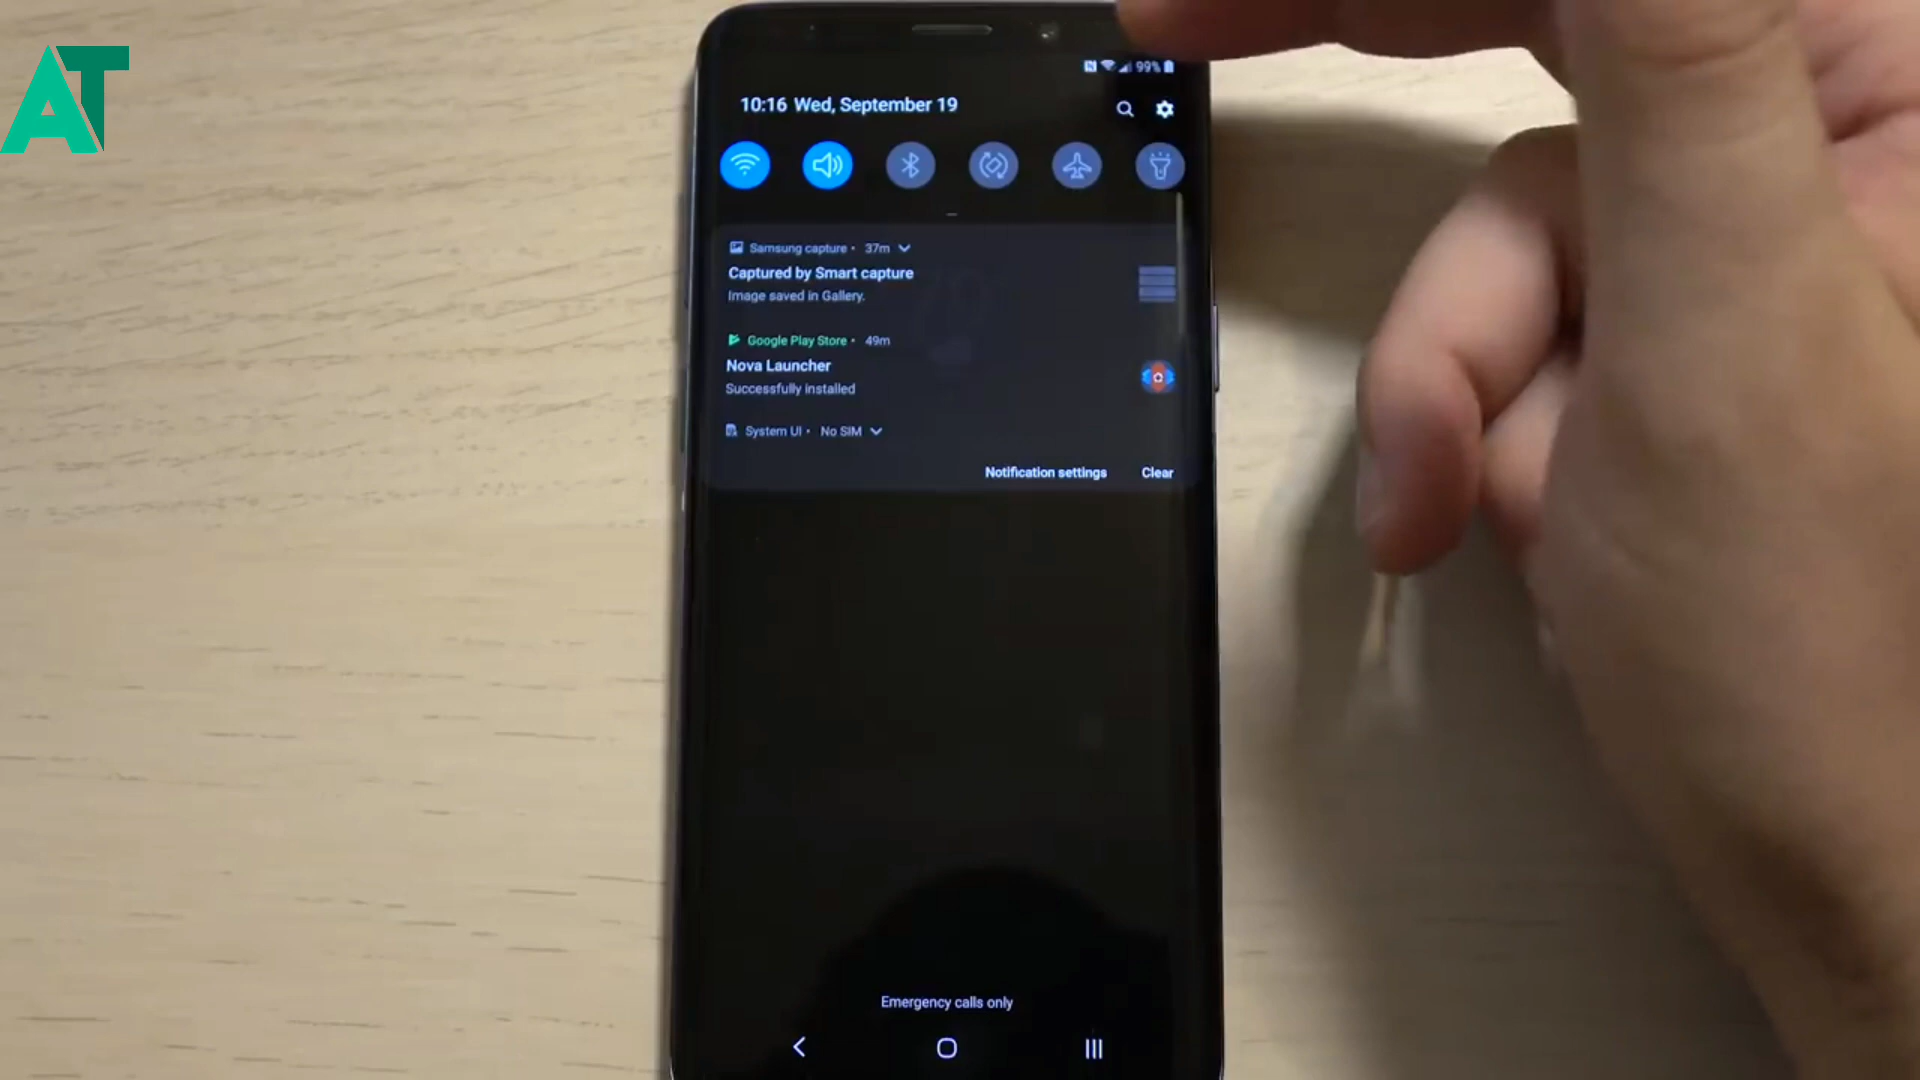 AT
99%
10:16 Wed, September 19
Samsung capture • 37m
Captured by Smart capture
Image saved in Gallery.
Google Play Store • 49m
Nova Launcher
Successfully installed
System UI • No SIM
Notification settings Clear
Emergency calls only